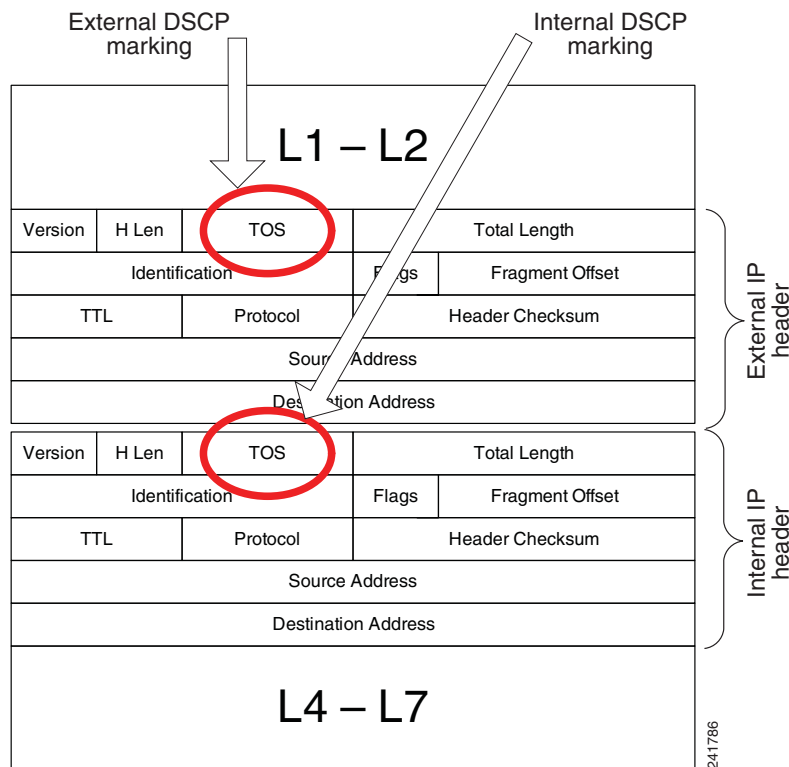 External DSCP
marking
Internal DSCP
marking
L1 – L2
Version H Len TOS Total Length
Identification Flags Fragment Offset
TTL Protocol Header Checksum
Source Address
Destination Address
External IP
header
Version H Len TOS Total Length
Identification Flags Fragment Offset
TTL Protocol Header Checksum
Source Address
Destination Address
Internal IP
header
L4 – L7
241786